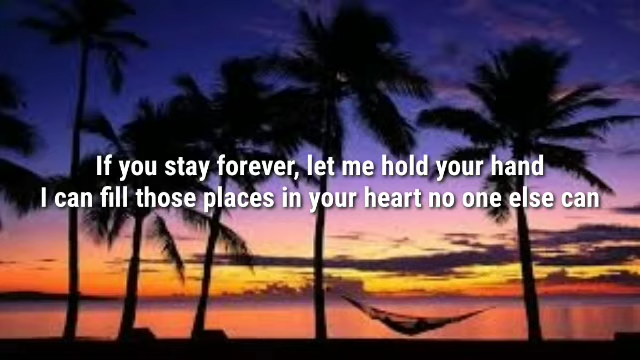 If you stay forever, let me hold your hand
I can fill those places in your heart no one else can